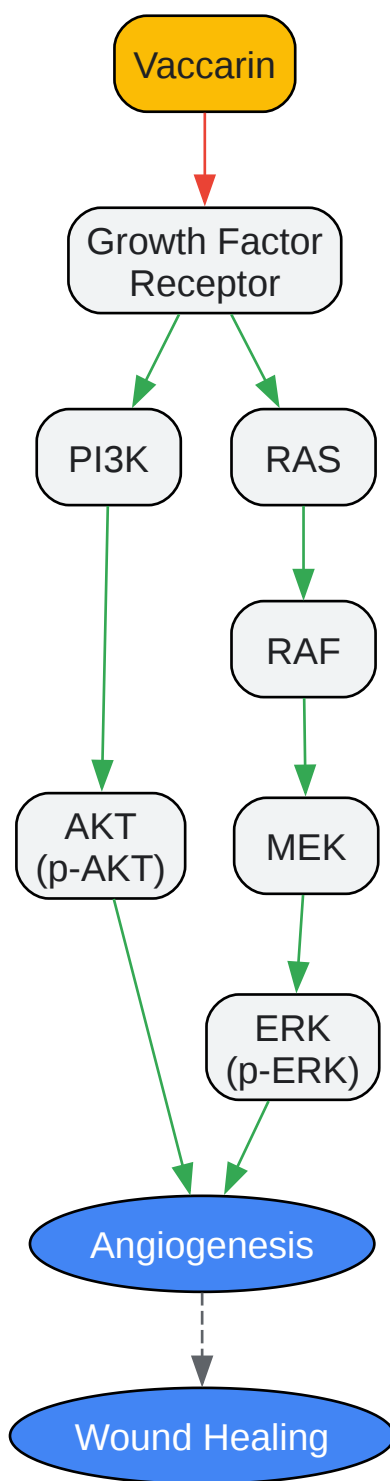 Vaccarin
Growth Factor
Receptor
PI3K
RAS
RAF
AKT
(p-AKT)
MEK
ERK
(p-ERK)
Angiogenesis
Wound Healing